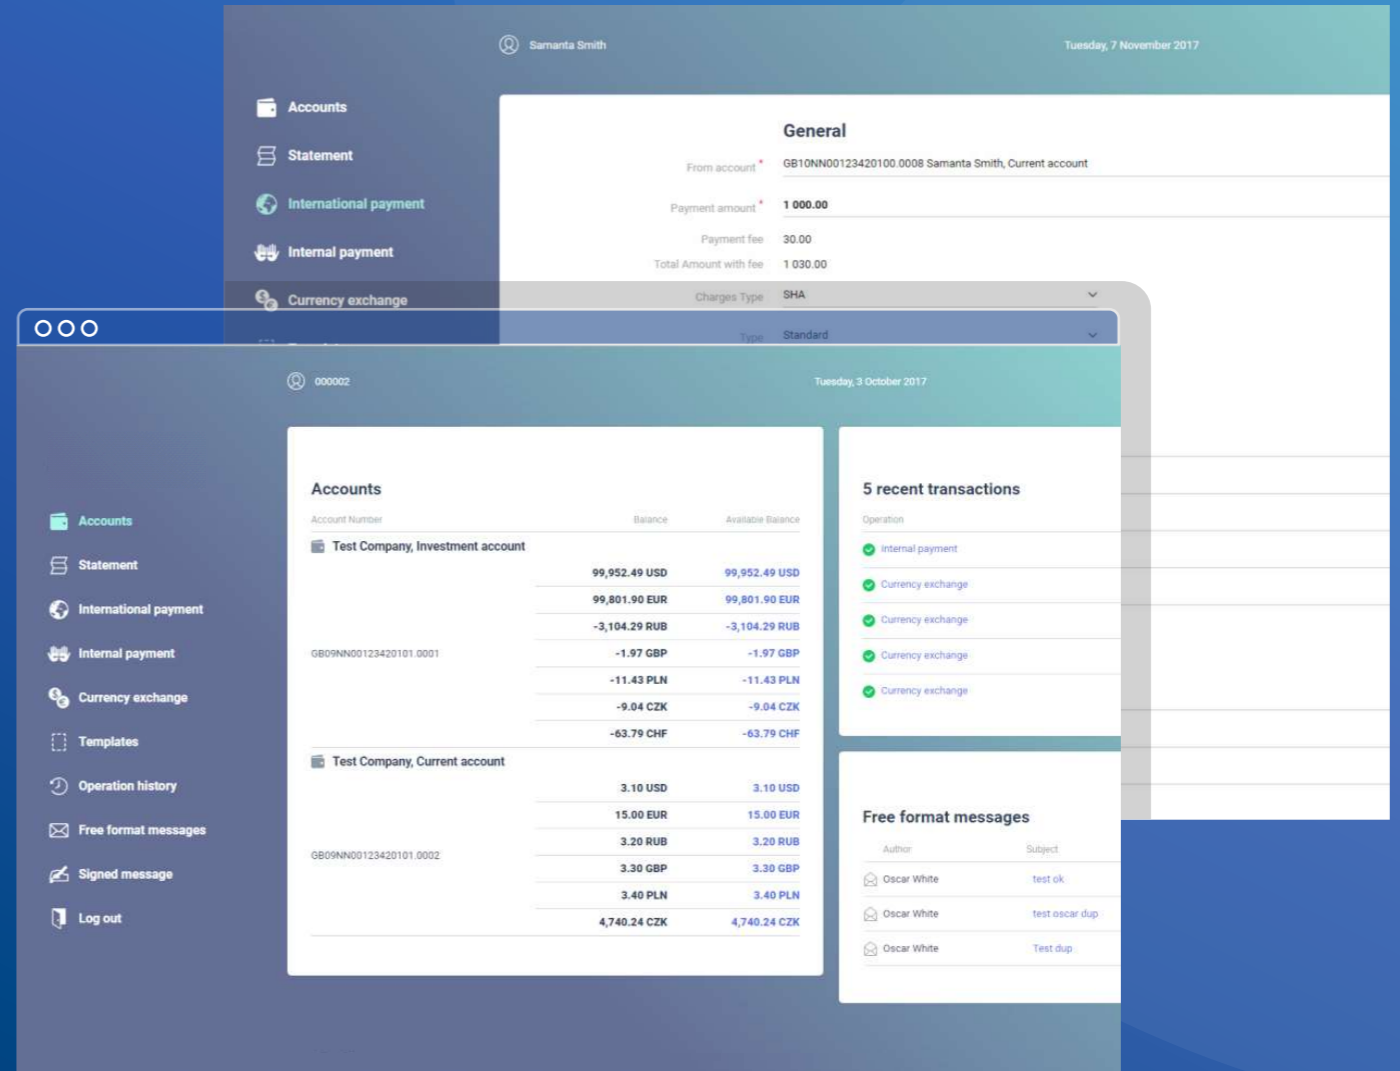 Samanta Smith
Tuesday, 7 November 2017
Accounts
Statement
International payment
Internal payment
Currency exchange
General
From account * GB10NN00123420100.0008 Samanta Smith, Current account
Payment amount * 1 000.00
Payment fee 30.00
Total Amount with fee 1 030.00
Charges Type SHA
Type Standard
000002
Tuesday, 3 October 2017
Accounts
Statement
International payment
Internal payment
Currency exchange
Templates
Operation history
Free format messages
Signed message
Log out
Accounts
Account Number Balance Available Balance
Test Company, Investment account
99,952.49 USD 99,952.49 USD
99,801.90 EUR 99,801.90 EUR
-3,104.29 RUB -3,104.29 RUB
GB09NN00123420101.0001 -1.97 GBP -1.97 GBP
-11.43 PLN -11.43 PLN
-9.04 CZK -9.04 CZK
-63.79 CHF -63.79 CHF
Test Company, Current account
3.10 USD 3.10 USD
15.00 EUR 15.00 EUR
3.20 RUB 3.20 RUB
GB09NN00123420101.0002
3.30 GBP 3.30 GBP
3.40 PLN 3.40 PLN
4,740.24 CZK 4,740.24 CZK
5 recent transactions
Operation
Internal payment
Currency exchange
Currency exchange
Currency exchange
Currency exchange
Free format messages
Author Subject
Oscar White test ok
Oscar White test oscar dup
Oscar White Test dup